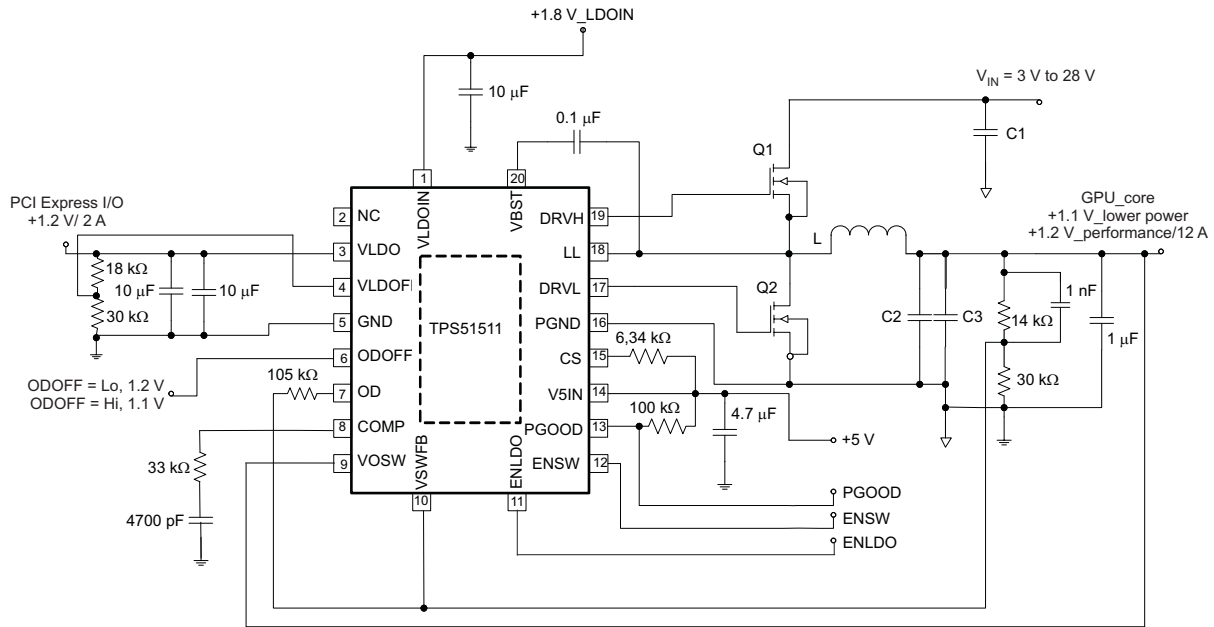 +1.8 V_LDOIN
10 μF
VIN = 3 V to 28 V
C1
0.1 μF
Q1
1
20
VLDOIN
VBST
PCI Express I/O
+1.2 V/ 2 A
GPU_core
+1.1 V_lower power
+1.2 V_performance/12 A
2
NC
DRVH
19
3
VLDO
LL
18
L
18 kΩ
10 μF
10 μF
30 kΩ
4
VLDOF
DRVL
17
Q2
1 nF
5
GND
TPS51511
PGND
16
C2
C3
14 kΩ
1 μF
6
ODOFF
CS
15
6,34 kΩ
ODOFF = Lo, 1.2 V
ODOFF = Hi, 1.1 V
105 kΩ
7
OD
V5IN
14
30 kΩ
100 kΩ
4.7 μF
8
COMP
PGOOD
13
+5 V
33 kΩ
9
VOSW
ENSW
12
VSWFB
ENLDO
10
11
PGOOD
4700 pF
ENSW
ENLDO